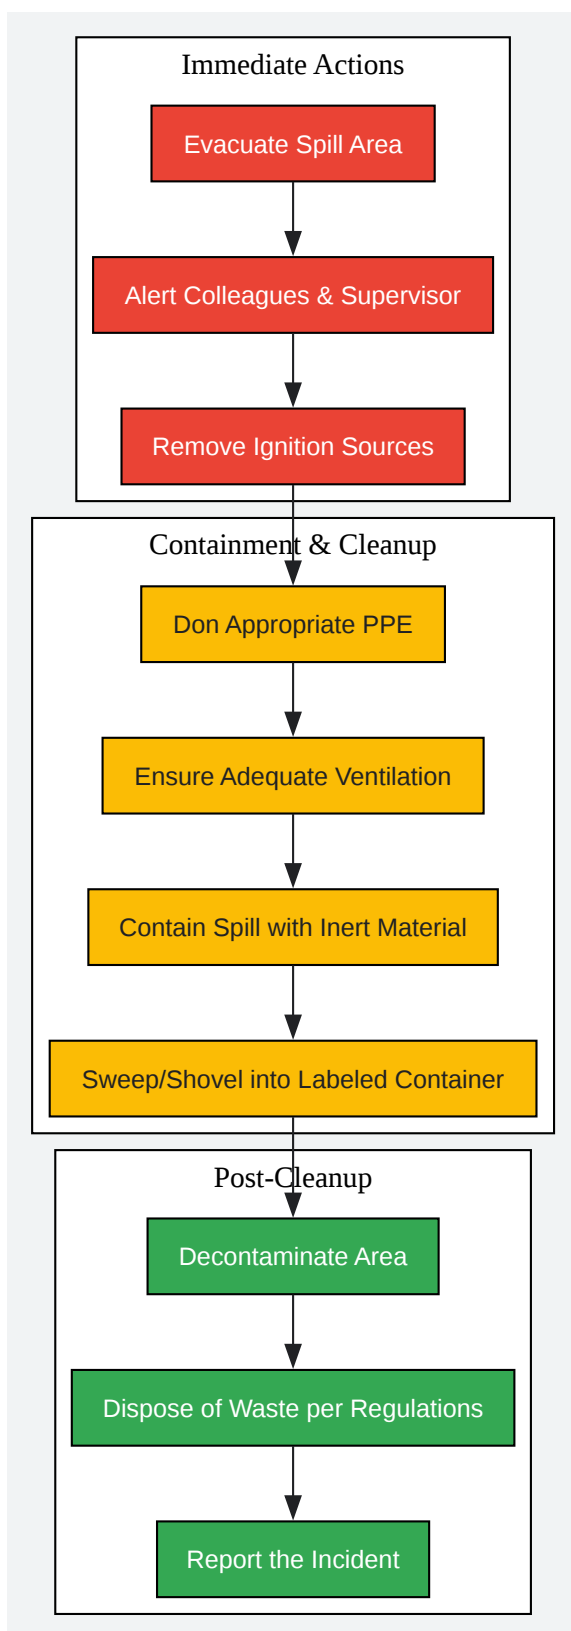 Immediate Actions
Evacuate Spill Area
Alert Colleagues & Supervisor
Remove Ignition Sources
Containment & Cleanup
Don Appropriate PPE
Ensure Adequate Ventilation
Contain Spill with Inert Material
Sweep/Shovel into Labeled Container
Post-Cleanup
Decontaminate Area
Dispose of Waste per Regulations
Report the Incident